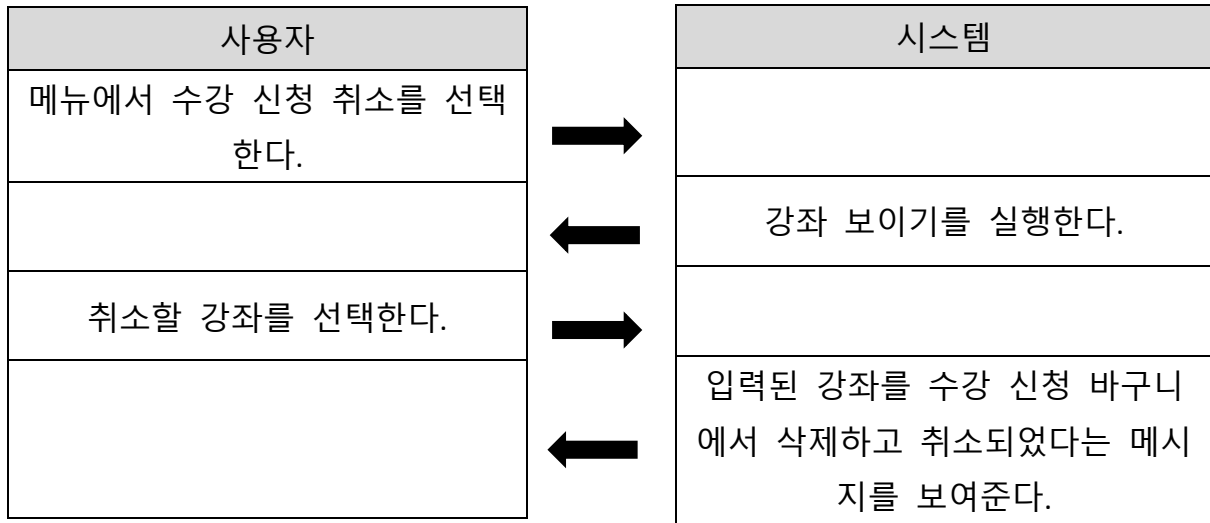 사용자
시스템
메뉴에서 수강 신청 취소를 선택
한다.
강좌 보이기를 실행한다.
취소할 강좌를 선택한다.
입력된 강좌를 수강 신청 바구니
에서 삭제하고 취소되었다는 메시
지를 보여준다.